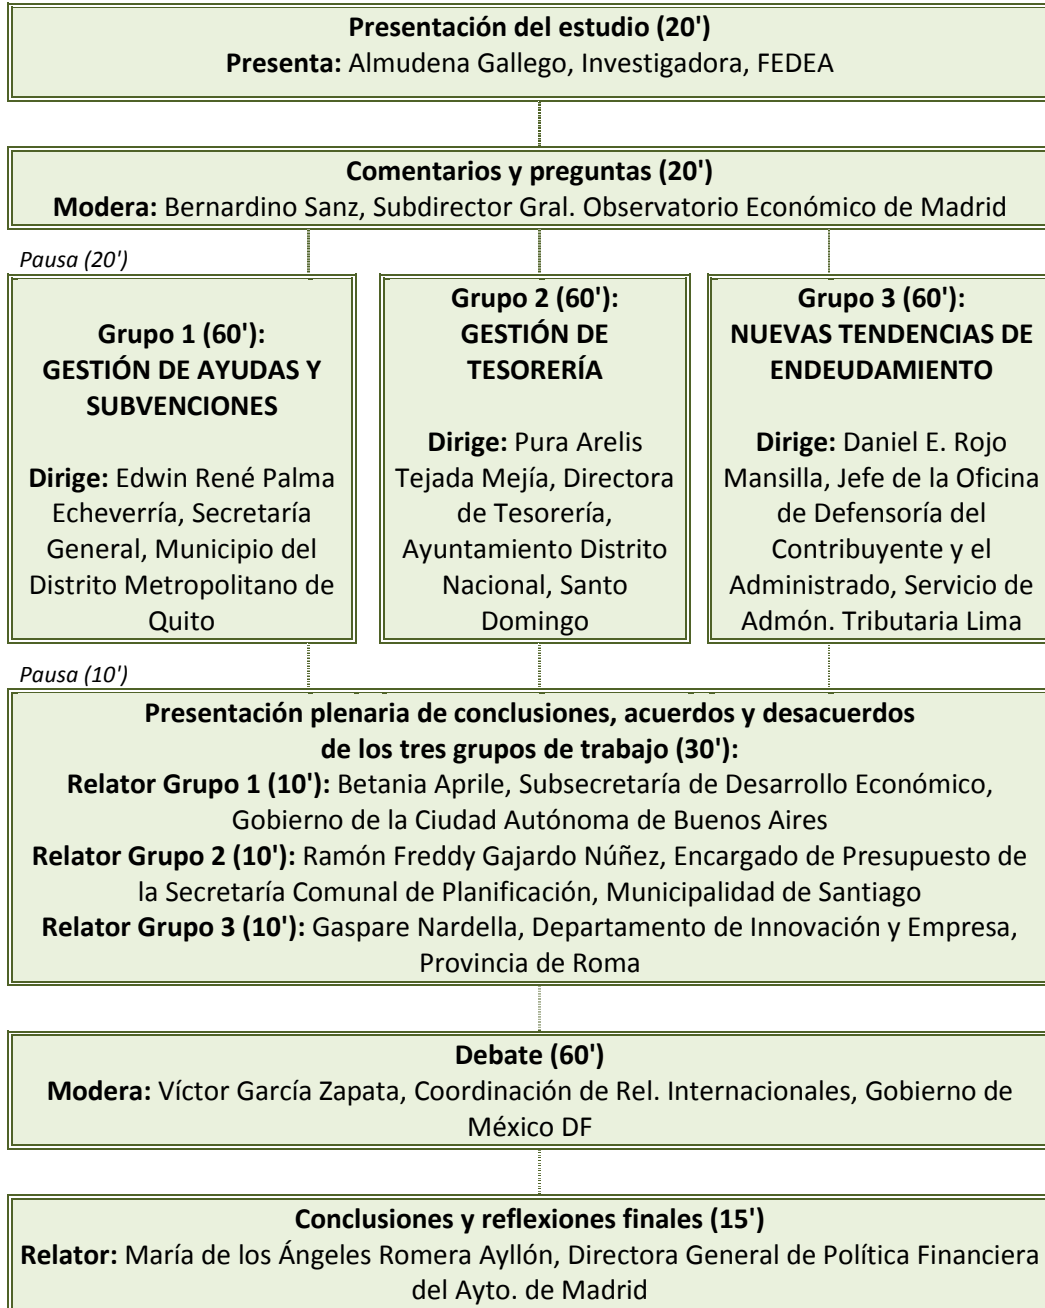 Presentación del estudio (20')
Presenta: Almudena Gallego, Investigadora, FEDEA
Comentarios y preguntas (20')
Modera: Bernardino Sanz, Subdirector Gral. Observatorio Económico de Madrid
Pausa (20')
Grupo 1 (60'):
GESTIÓN DE AYUDAS Y
SUBVENCIONES
Dirige: Edwin René Palma
Echeverría, Secretaría
General, Municipio del
Distrito Metropolitano de
Quito
Grupo 2 (60'):
GESTIÓN DE
TESORERÍA
Dirige: Pura Arelis
Tejada Mejía, Directora
de Tesorería,
Ayuntamiento Distrito
Nacional, Santo
Domingo
Grupo 3 (60'):
NUEVAS TENDENCIAS DE
ENDEUDAMIENTO
Dirige: Daniel E. Rojo
Mansilla, Jefe de la Oficina
de Defensoría del
Contribuyente y el
Administrado, Servicio de
Admón. Tributaria Lima
Pausa (10')
Presentación plenaria de conclusiones, acuerdos y desacuerdos
de los tres grupos de trabajo (30'):
Relator Grupo 1 (10'): Betania Aprile, Subsecretaría de Desarrollo Económico,
Gobierno de la Ciudad Autónoma de Buenos Aires
Relator Grupo 2 (10'): Ramón Freddy Gajardo Núñez, Encargado de Presupuesto de
la Secretaría Comunal de Planificación, Municipalidad de Santiago
Relator Grupo 3 (10'): Gaspare Nardella, Departamento de Innovación y Empresa,
Provincia de Roma
Debate (60')
Modera: Víctor García Zapata, Coordinación de Rel. Internacionales, Gobierno de
México DF
Conclusiones y reflexiones finales (15')
Relator: María de los Ángeles Romera Ayllón, Directora General de Política Financiera
del Ayto. de Madrid